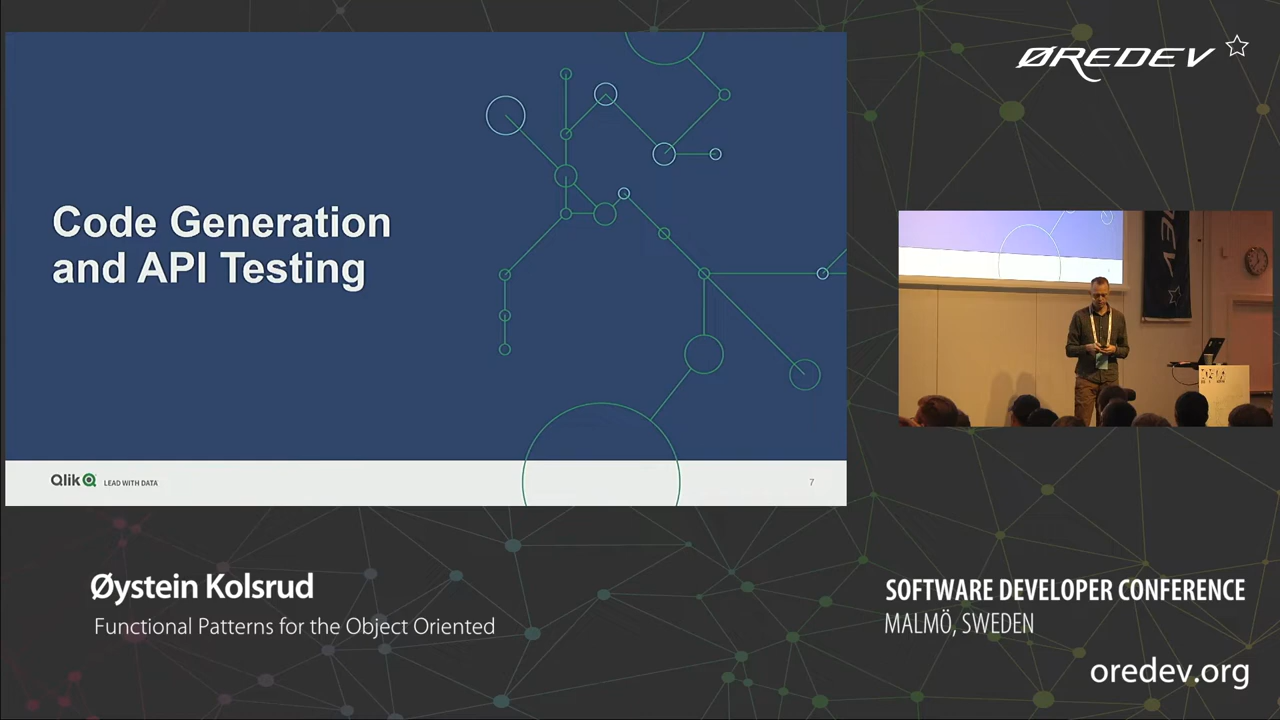 Code Generation
and API Testing
Qlik LEAD WITH DATA
7
ØREDEV
Øystein Kolsrud
Functional Patterns for the Object Oriented
SOFTWARE DEVELOPER CONFERENCE
MALMÖ, SWEDEN
oredev.org